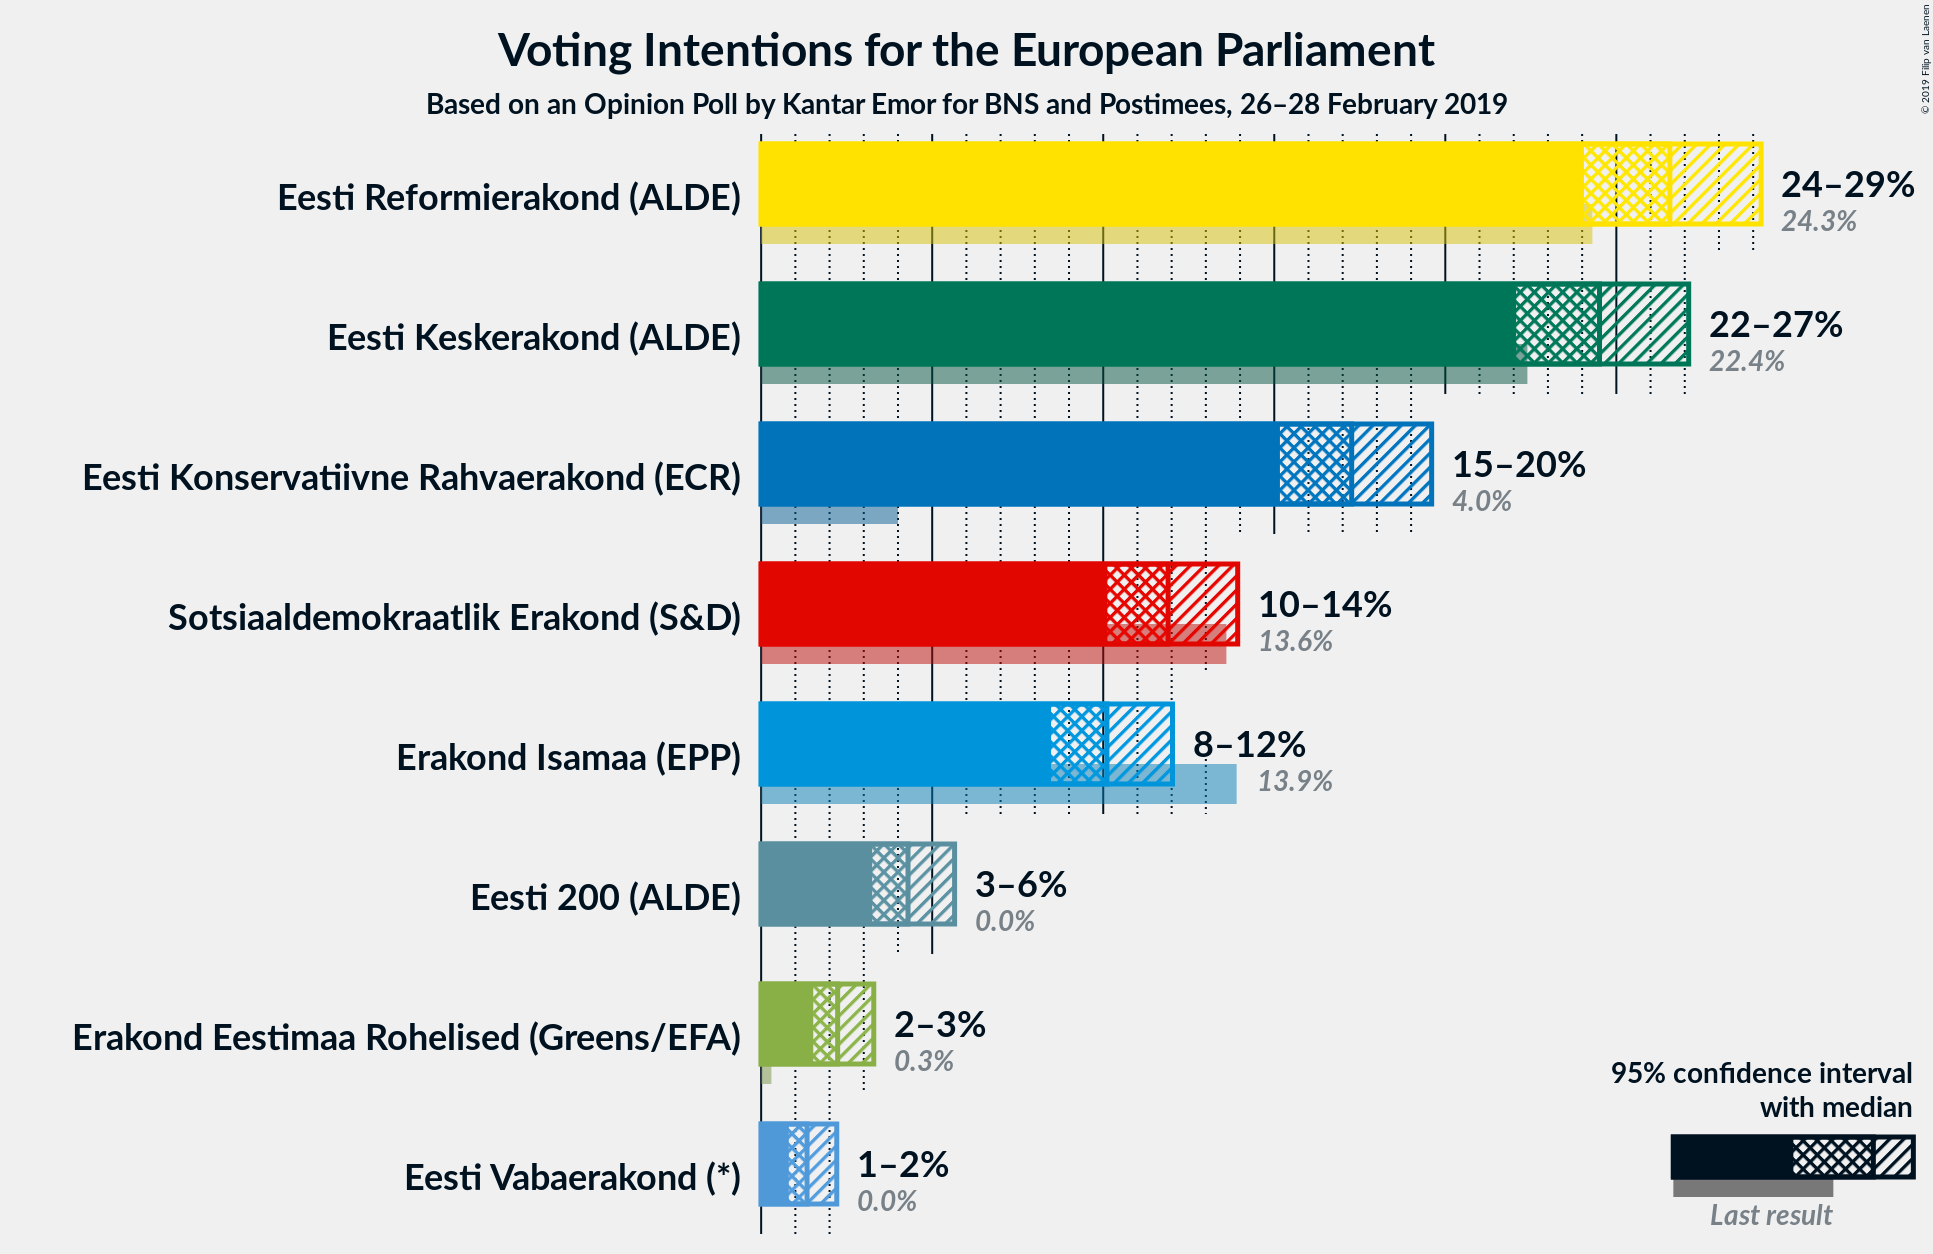 Voting Intentions for the European Parliament
Based on an Opinion Poll by Kantar Emor for BNS and Postimees, 26–28 February 2019
© 2019 Filip van Laenen
Eesti Reformierakond (ALDE)
24–29%
24.3%
Eesti Keskerakond (ALDE)
22–27%
22.4%
Eesti Konservatiivne Rahvaerakond (ECR)
15–20%
4.0%
Sotsiaaldemokraatlik Erakond (S&D)
10–14%
13.6%
Erakond Isamaa (EPP)
8–12%
13.9%
Eesti 200 (ALDE)
3–6%
0.0%
Erakond Eestimaa Rohelised (Greens/EFA)
2–3%
0.3%
Eesti Vabaerakond (*)
1–2%
0.0%
95% confidence interval
with median
Last result